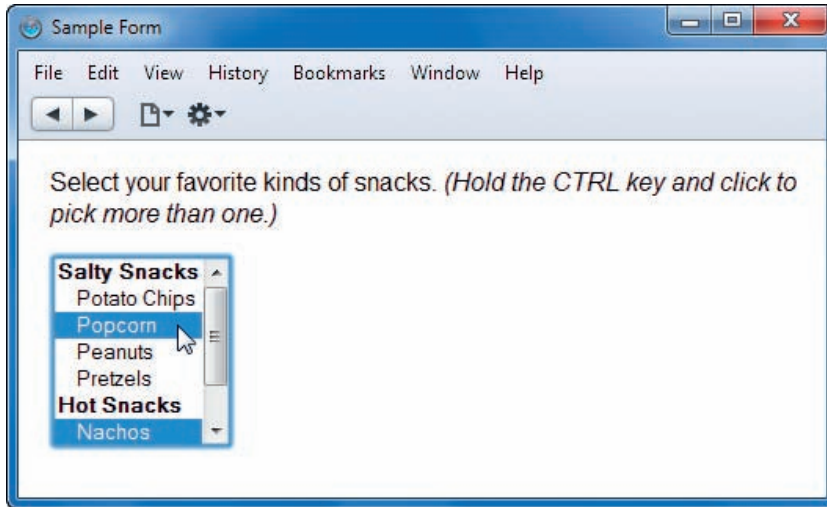 Sample Form
File Edit View History Bookmarks Window Help
Select your favorite kinds of snacks. (Hold the CTRL key and click to
pick more than one.)
Salty Snacks
Potato Chips
Popcorn
Peanuts
Pretzels
Hot Snacks
Nachos